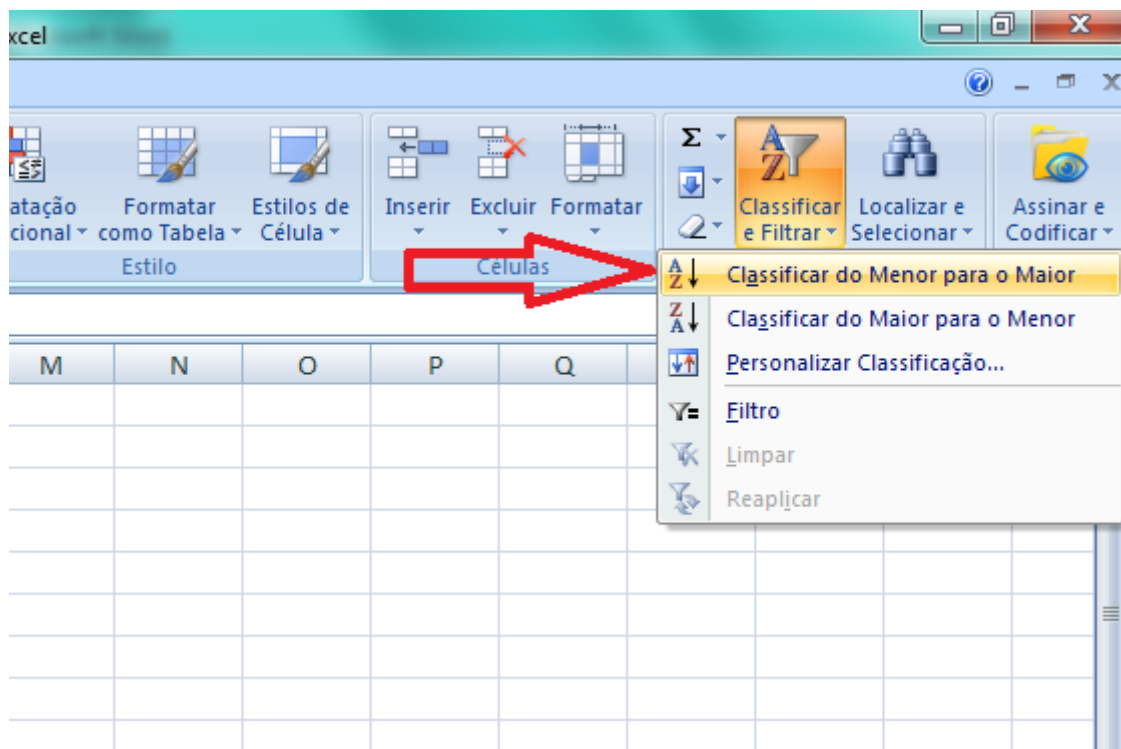 xcel
Σ
atação
cional
Formatar
como Tabela
Estilos de
Célula
Inserir
Excluir
Formatar
Classificar
e Filtrar
Localizar e
Selecionar
Assinar e
Codificar
Estilo
Células
Classificar do Menor para o Maior
Classificar do Maior para o Menor
Personalizar Classificação...
Filtro
Limpar
Reaplicar
M N O P Q